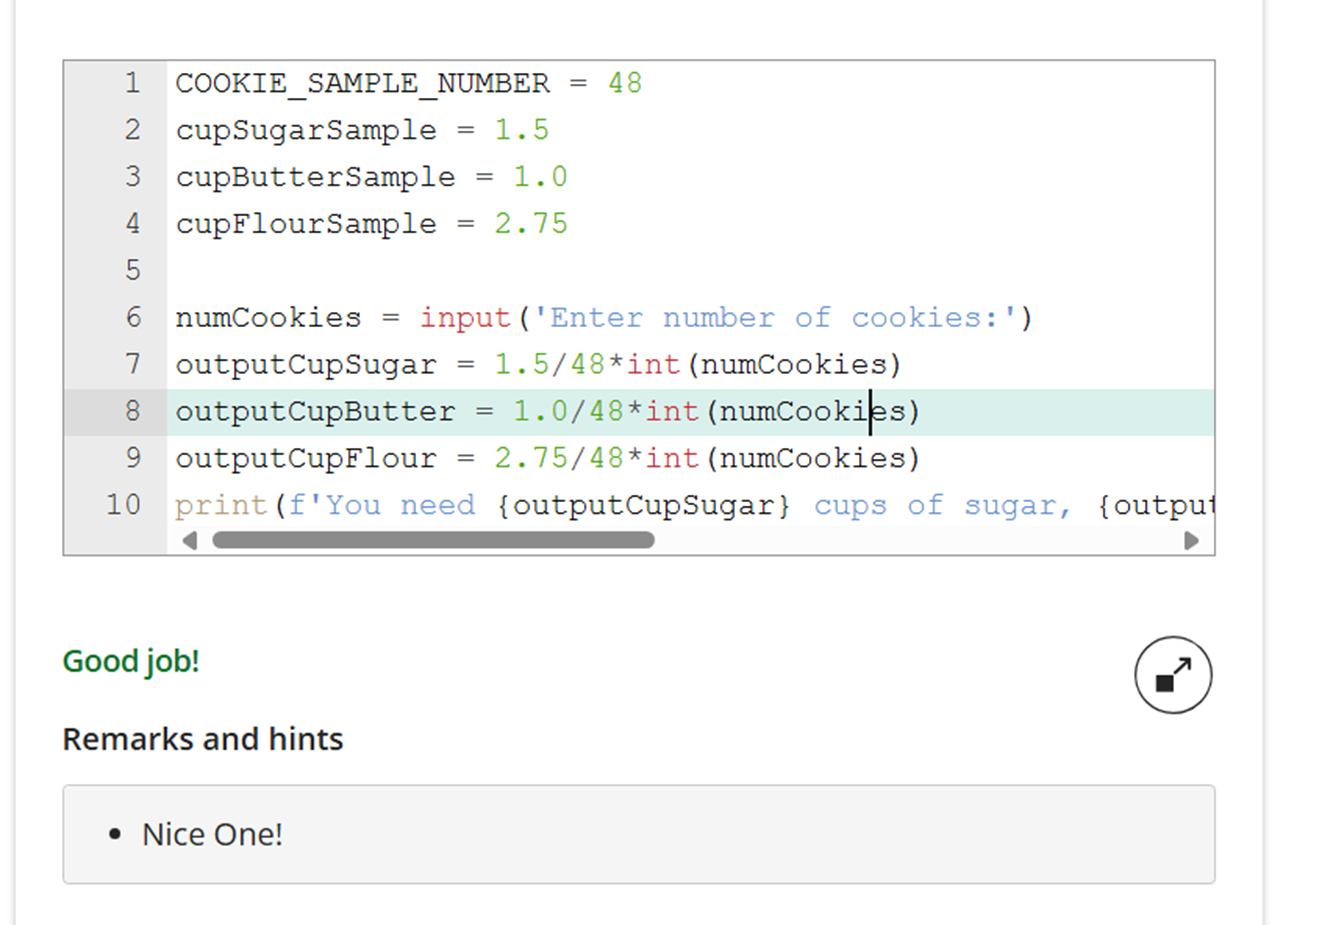 1 COOKIE_SAMPLE_NUMBER = 48
2 cupSugarSample = 1.5
3 cupButterSample = 1.0
4 cupFlourSample = 2.75
5
6 numCookies = input('Enter number of cookies:')
7 outputCupSugar = 1.5/48*int(numCookies)
8 outputCupButter = 1.0/48*int(numCookies)
9 outputCupFlour = 2.75/48*int(numCookies)
10 print(f'You need {outputCupSugar} cups of sugar, {output
Good job!
Remarks and hints
• Nice One!